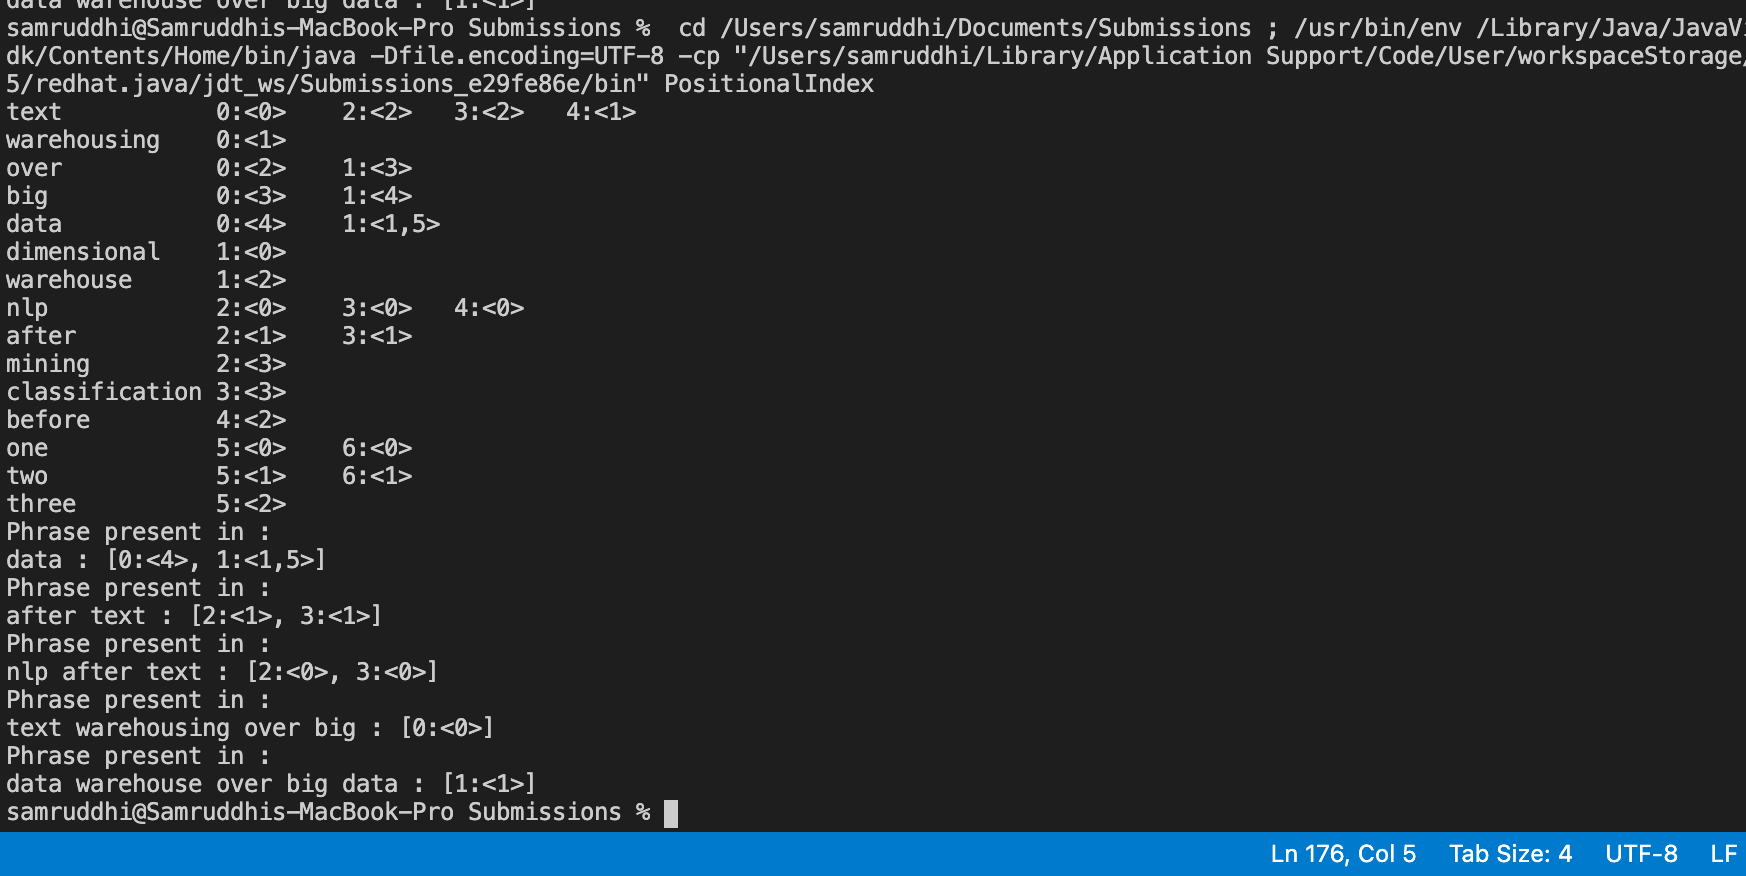 data warehouse over big data : [1:<1>]
samruddhi@Samruddhis-MacBook-Pro Submissions %  cd /Users/samruddhi/Documents/Submissions ; /usr/bin/env /Library/Java/JavaVi
dk/Contents/Home/bin/java -Dfile.encoding=UTF-8 -cp "/Users/samruddhi/Library/Application Support/Code/User/workspaceStorage/
5/redhat.java/jdt_ws/Submissions_e29fe86e/bin" PositionalIndex
text           0:<0>    2:<2>   3:<2>   4:<1>
warehousing    0:<1>
over           0:<2>    1:<3>
big            0:<3>    1:<4>
data           0:<4>    1:<1,5>
dimensional    1:<0>
warehouse      1:<2>
nlp            2:<0>    3:<0>   4:<0>
after          2:<1>    3:<1>
mining         2:<3>
classification 3:<3>
before         4:<2>
one            5:<0>    6:<0>
two            5:<1>    6:<1>
three          5:<2>
Phrase present in :
data : [0:<4>, 1:<1,5>]
Phrase present in :
after text : [2:<1>, 3:<1>]
Phrase present in :
nlp after text : [2:<0>, 3:<0>]
Phrase present in :
text warehousing over big : [0:<0>]
Phrase present in :
data warehouse over big data : [1:<1>]
samruddhi@Samruddhis-MacBook-Pro Submissions %
Ln 176, Col 5 Tab Size: 4 UTF-8 LF